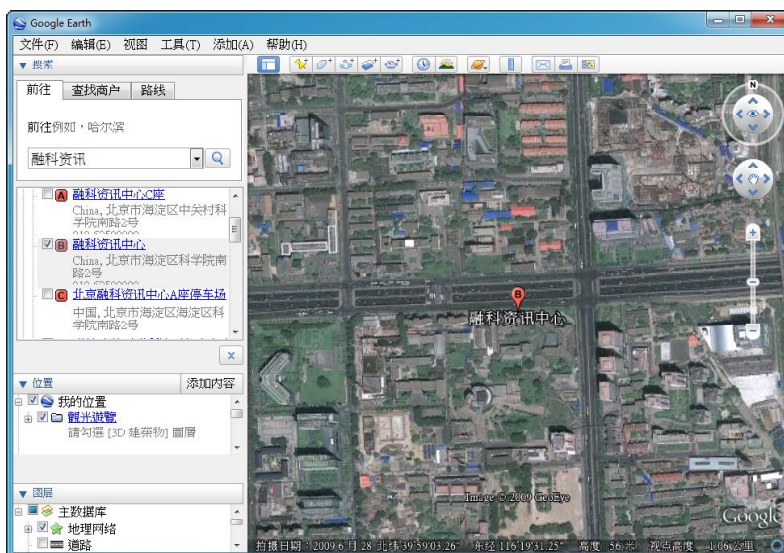 Google Earth
文件(F) 编辑(E) 视图 工具(T) 添加(A) 帮助(H)
搜索
前往 查找商户 路线
前往例如，哈尔滨
融科资讯
A 融科资讯中心C座
China, 北京市海淀区中关村科
学院南路2号
B 融科资讯中心
China, 北京市海淀区科学院南
路2号
C 北京融科资讯中心A座停车场
中国, 北京市海淀区海淀区科
学院南路2号
位置 添加内容
我的位置
觀光遊覽
請勾選 [3D 建築物] 圖層
图层
主数据库
地理网络
道路
N
B
融科资讯中心
Image © 2009 GeoEye
Google
拍摄日期：2009 6月 28 北纬 39°59'03.26" 东经 116°19'31.25" 高度 56 米 视点高度 1.06 公里